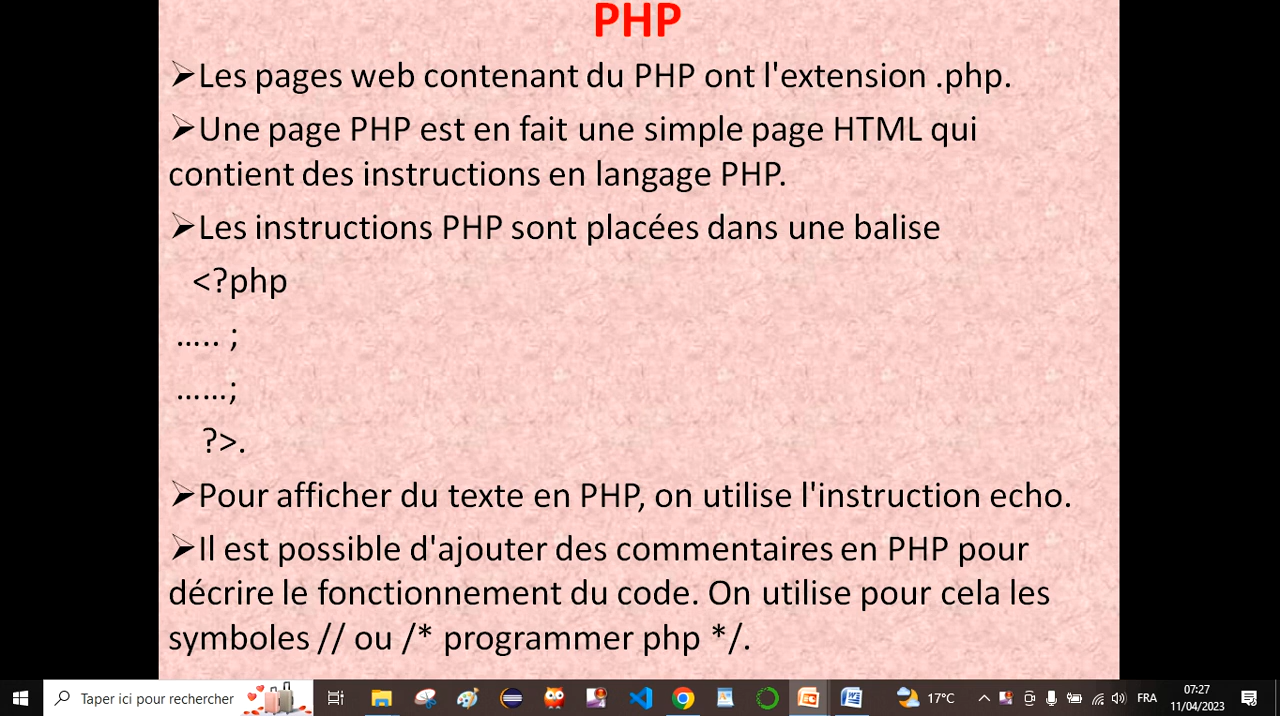 PHP
➢Les pages web contenant du PHP ont l'extension .php.
➢Une page PHP est en fait une simple page HTML qui
contient des instructions en langage PHP.
➢Les instructions PHP sont placées dans une balise
<?php
..... ;
......;
?>.
➢Pour afficher du texte en PHP, on utilise l'instruction echo.
➢Il est possible d'ajouter des commentaires en PHP pour
décrire le fonctionnement du code. On utilise pour cela les
symboles // ou /* programmer php */.
Taper ici pour rechercher
17°C
FRA
07:27
11/04/2023